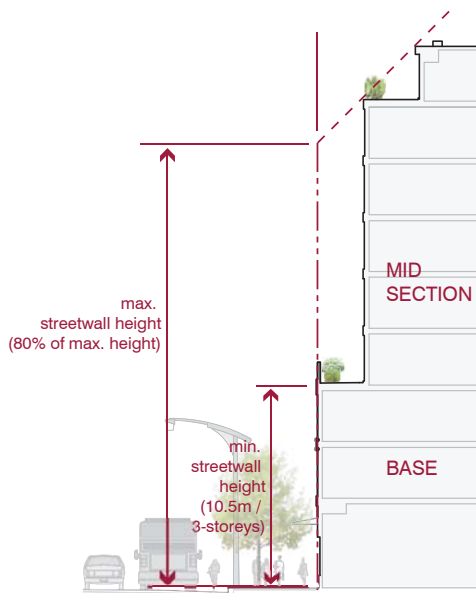 max.
streetwall height
(80% of max. height)
MID
SECTION
min.
streetwall
height
(10.5m /
3-storeys)
BASE